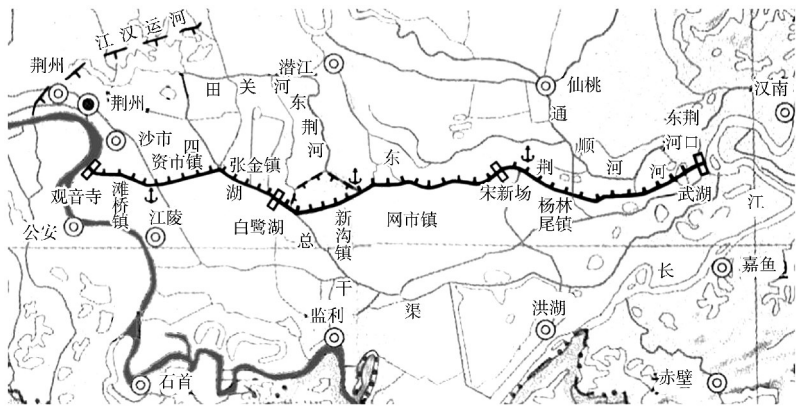 江汉运河
荆州
荆州
沙市
田关河
潜江
东荆河
仙桃
汉南
通顺河
东荆河口
四湖总干渠
资市镇
张金镇
东荆河
观音寺
滩桥镇
江陵
公安
白鹭湖
新沟镇
网市镇
宋新场
杨林尾镇
武湖
长江
嘉鱼
监利
洪湖
石首
赤壁